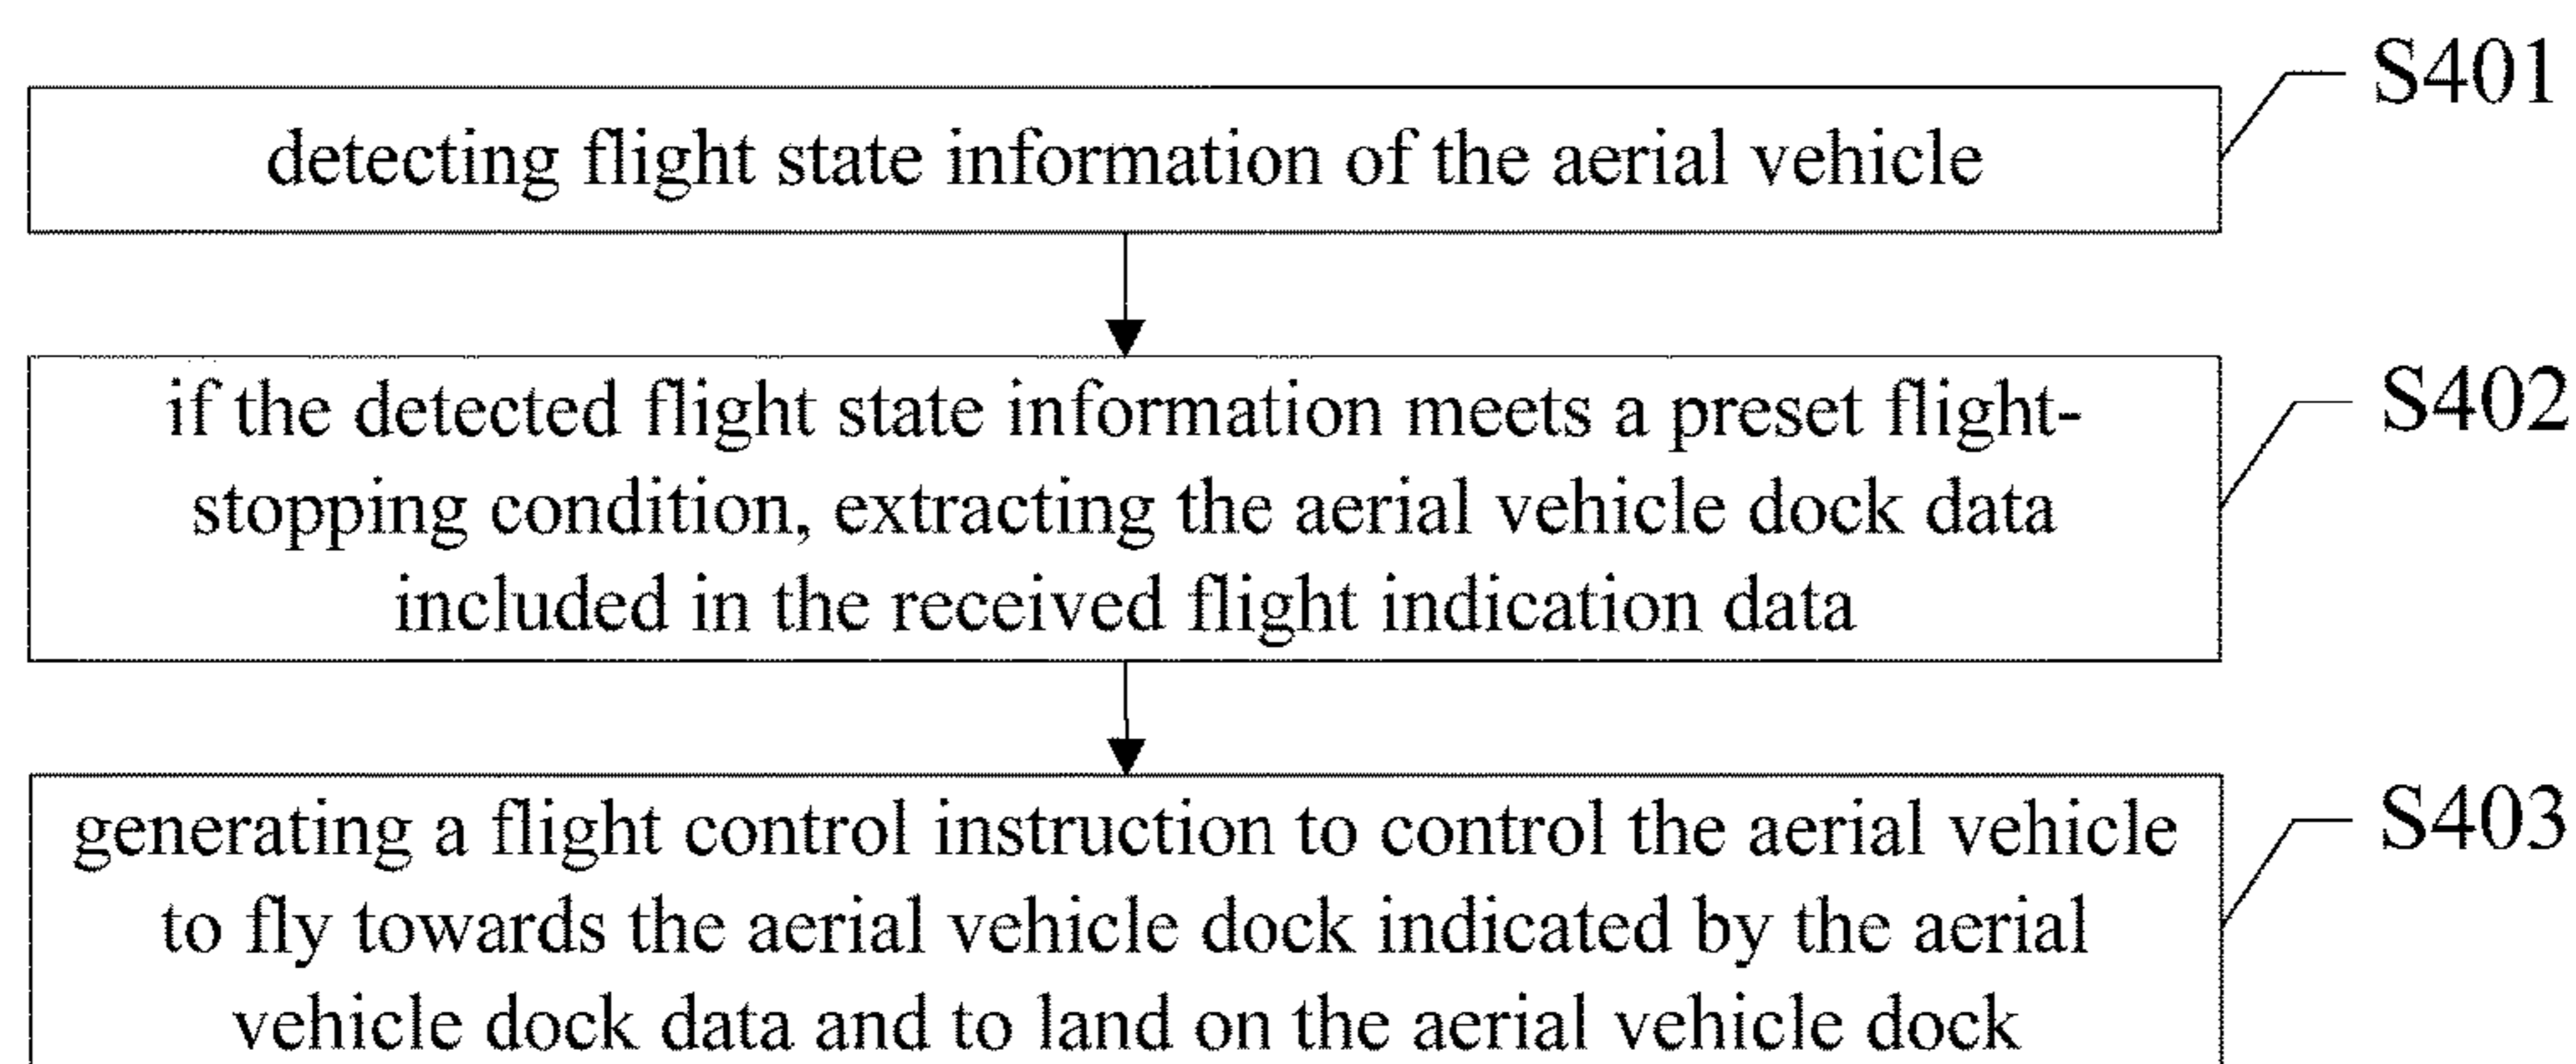 S401
detecting flight state information of the aerial vehicle
S402
if the detected flight state information meets a preset flight-
stopping condition, extracting the aerial vehicle dock data
included in the received flight indication data
S403
generating a flight control instruction to control the aerial vehicle
to fly towards the aerial vehicle dock indicated by the aerial
vehicle dock data and to land on the aerial vehicle dock